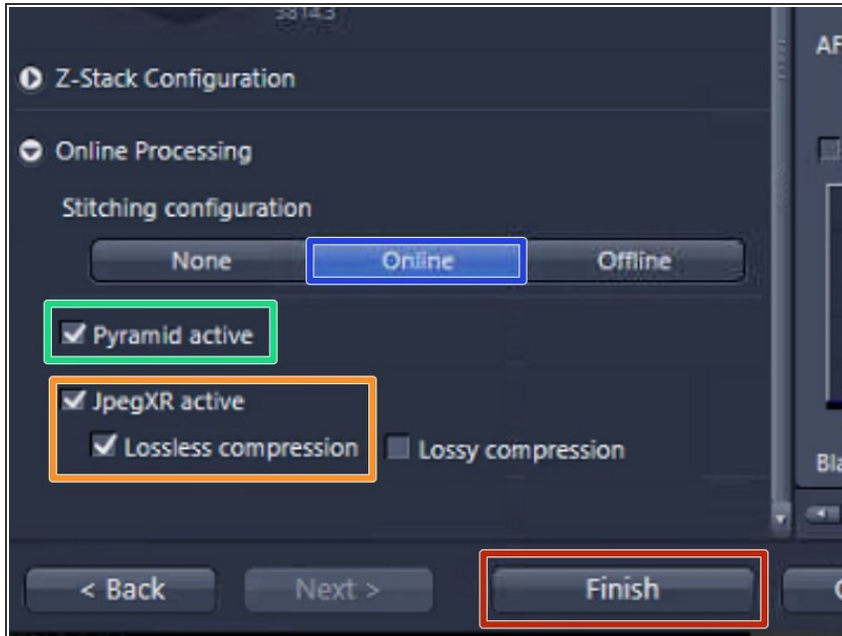 Z-Stack Configuration
Online Processing
Stitching configuration
None Online Offline
Pyramid active
JpegXR active
Lossless compression Lossy compression
< Back Next > Finish